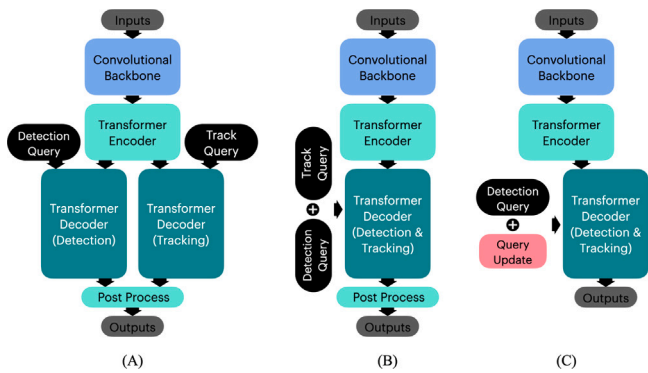 Inputs
Convolutional
Backbone
Transformer
Encoder
Detection
Query
Track
Query
Transformer
Decoder
(Detection)
Transformer
Decoder
(Tracking)
Post Process
Outputs
(A)
Inputs
Convolutional
Backbone
Transformer
Encoder
Track
Query
+
Detection
Query
Transformer
Decoder
(Detection &
Tracking)
Post Process
Outputs
(B)
Inputs
Convolutional
Backbone
Transformer
Encoder
Detection
Query
+
Query
Update
Transformer
Decoder
(Detection &
Tracking)
Outputs
(C)